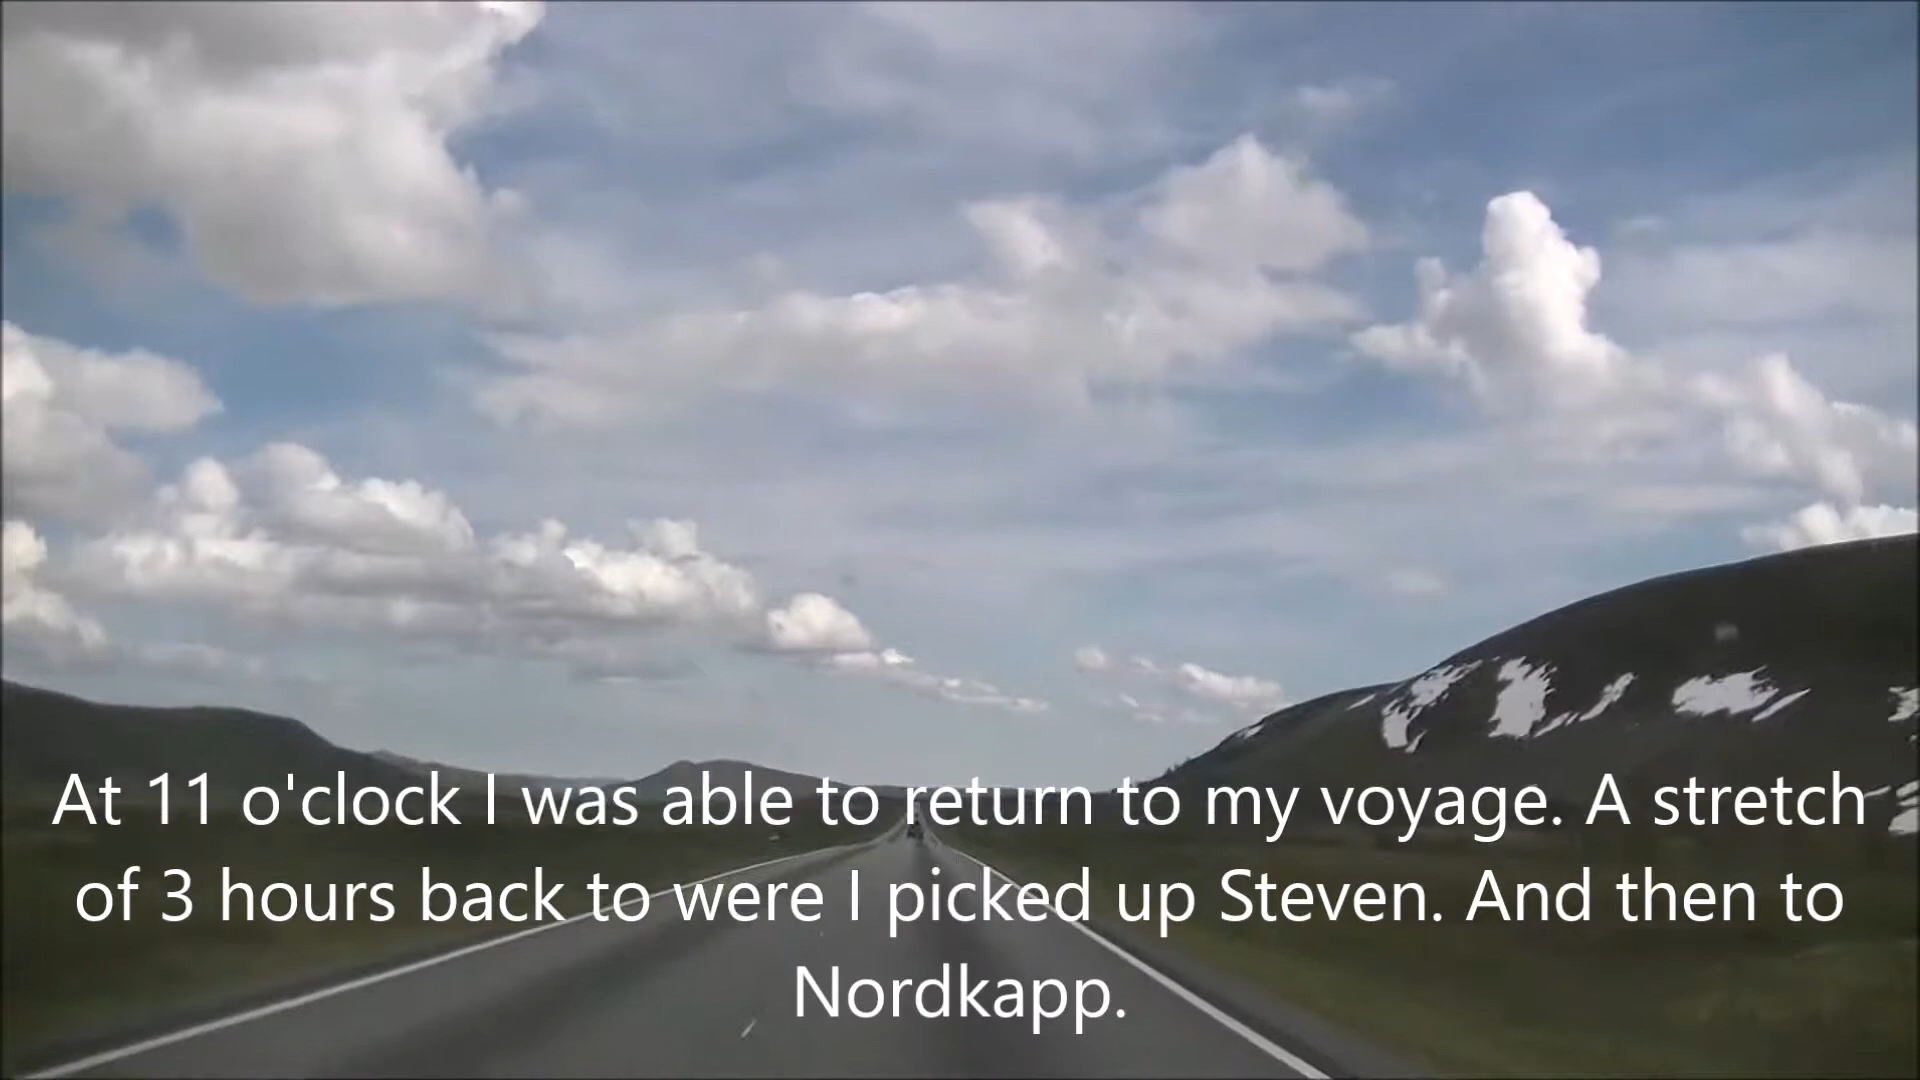 At 11 o'clock I was able to return to my voyage. A stretch
of 3 hours back to were I picked up Steven. And then to
Nordkapp.